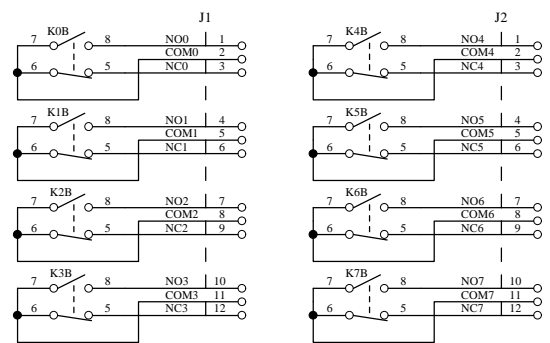 J1
K0B
7 8 NO0 1
COM0 2
6 5 NC0 3
K1B
7 8 NO1 4
COM1 5
6 5 NC1 6
K2B
7 8 NO2 7
COM2 8
6 5 NC2 9
K3B
7 8 NO3 10
COM3 11
6 5 NC3 12
J2
K4B
7 8 NO4 1
COM4 2
6 5 NC4 3
K5B
7 8 NO5 4
COM5 5
6 5 NC5 6
K6B
7 8 NO6 7
COM6 8
6 5 NC6 9
K7B
7 8 NO7 10
COM7 11
6 5 NC7 12